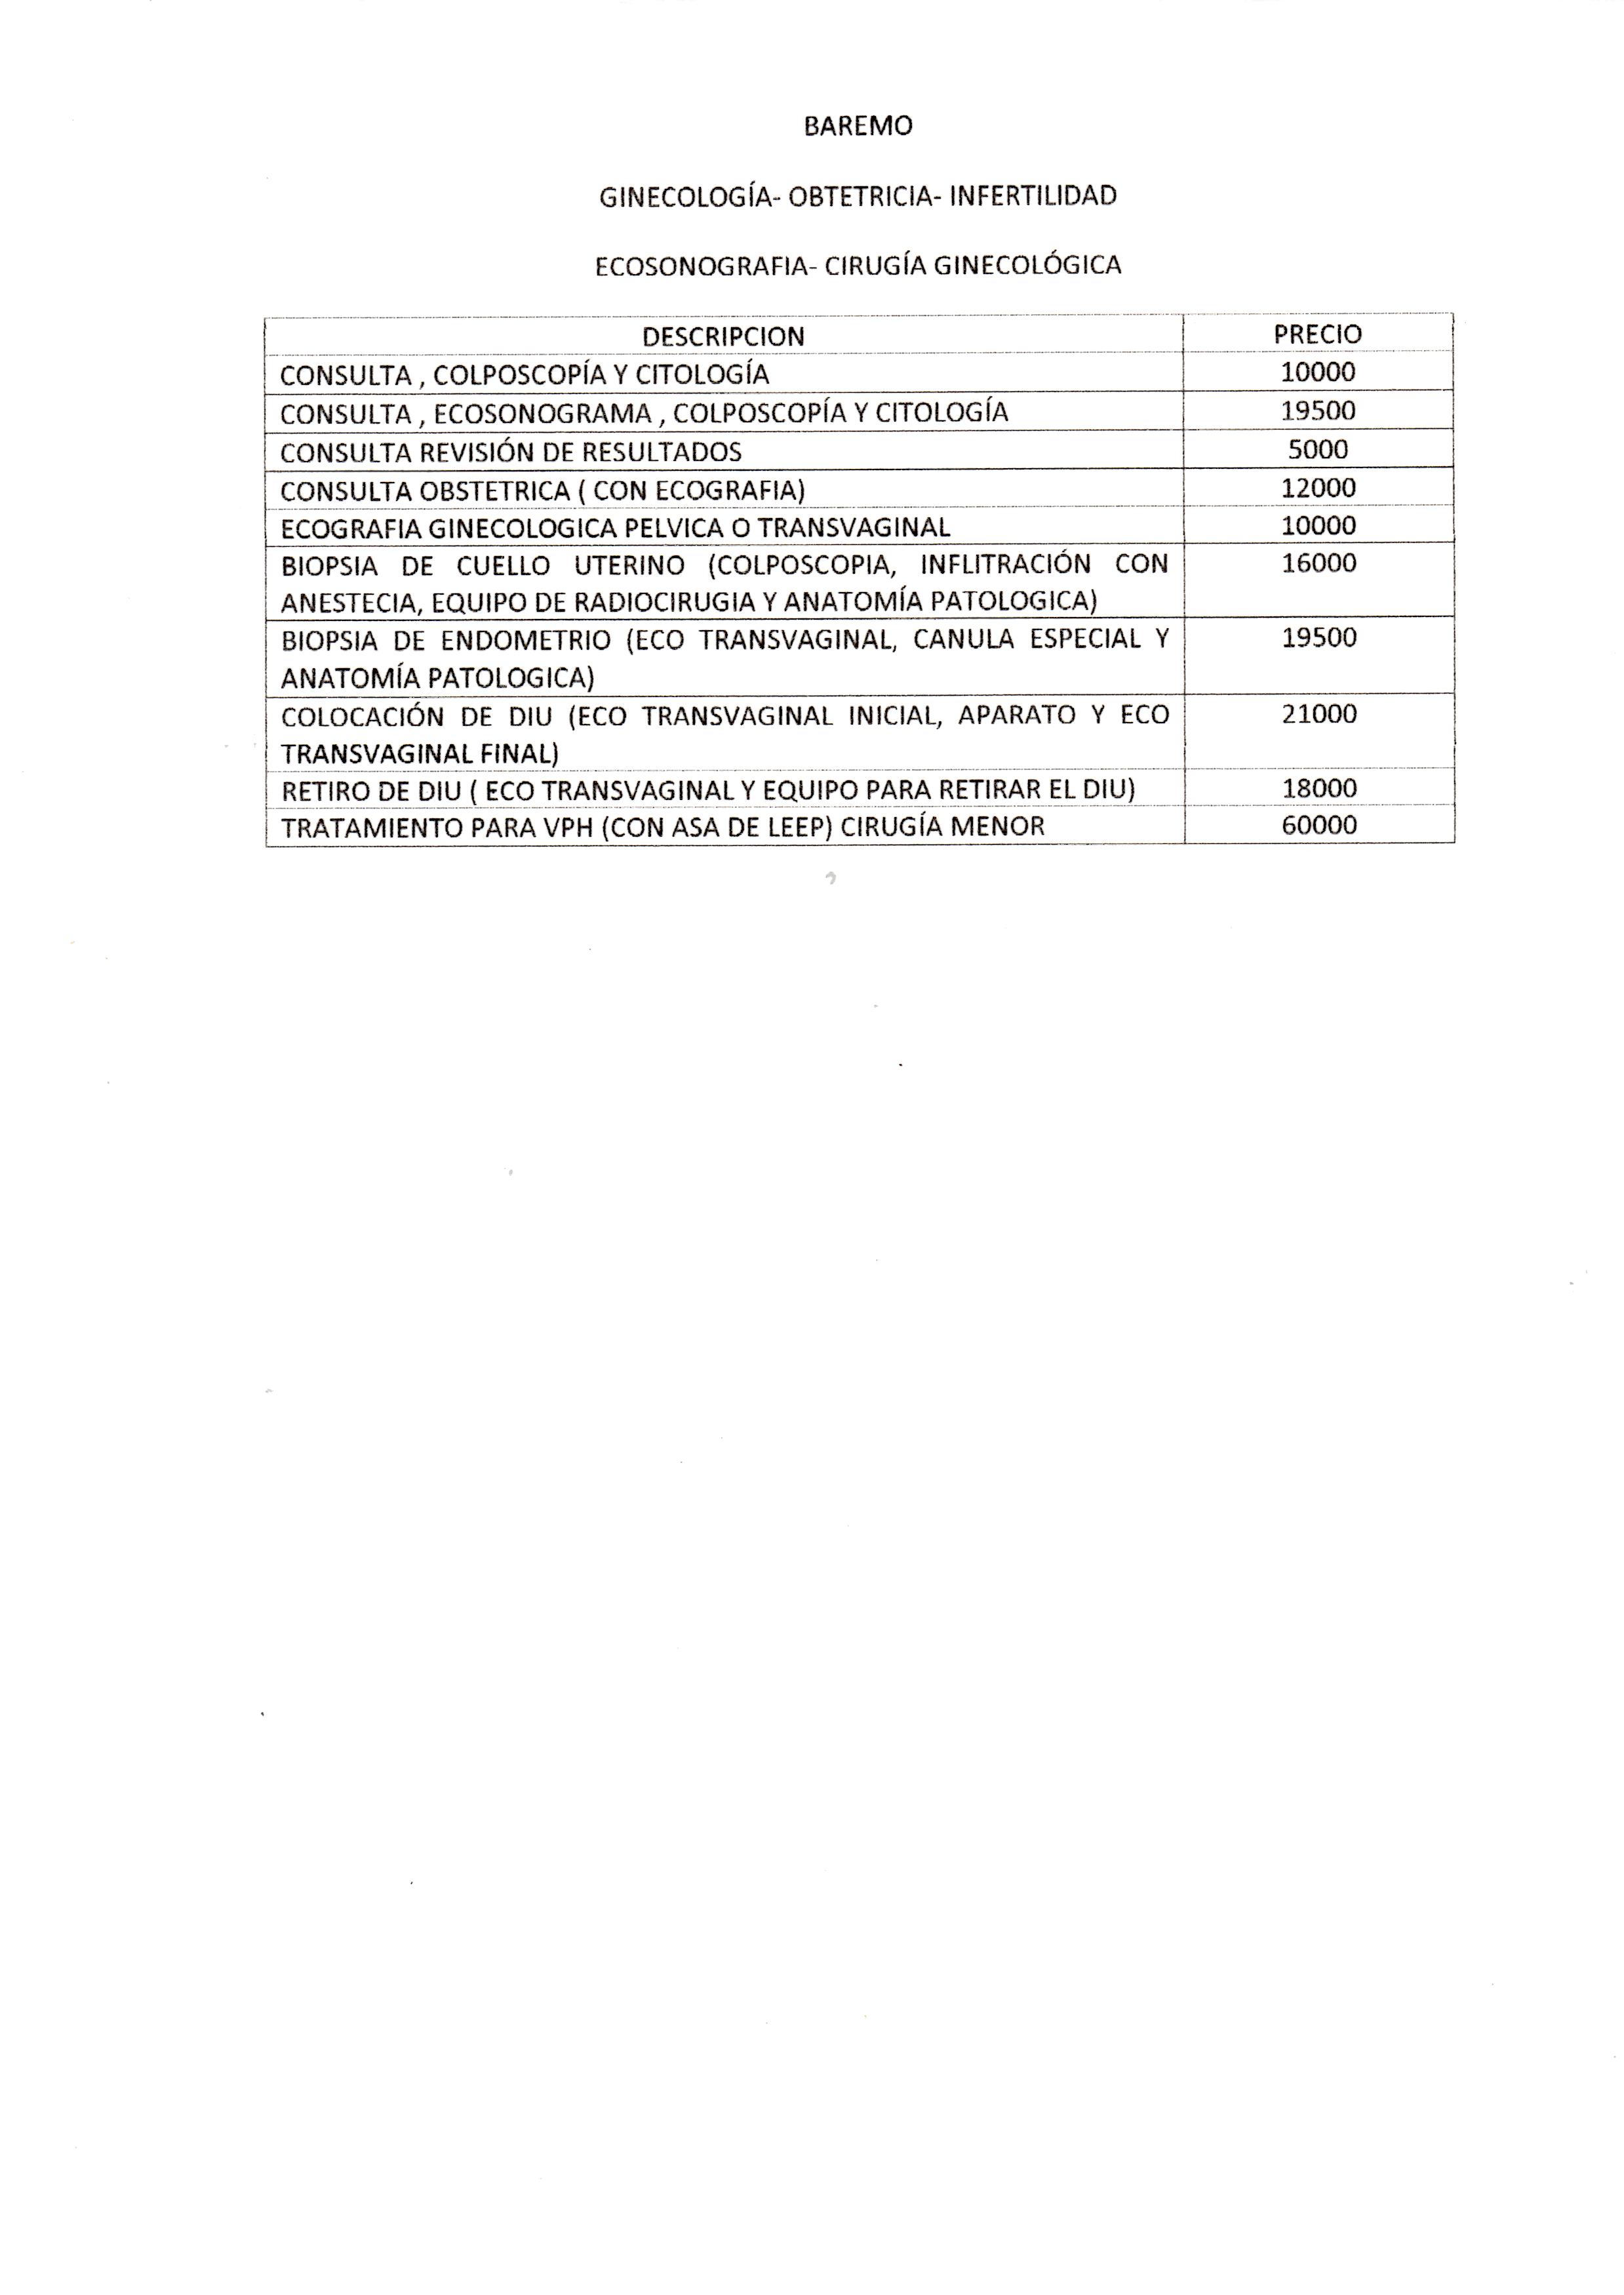 BAREMO
GINECOLOGÍA- OBTETRICIA- INFERTILIDAD
ECOSONOGRAFIA- CIRUGÍA GINECOLÓGICA
DESCRIPCION PRECIO
CONSULTA , COLPOSCOPÍA Y CITOLOGÍA 10000
CONSULTA , ECOSONOGRAMA , COLPOSCOPÍA Y CITOLOGÍA 19500
CONSULTA REVISIÓN DE RESULTADOS 5000
CONSULTA OBSTETRICA ( CON ECOGRAFIA) 12000
ECOGRAFIA GINECOLOGICA PELVICA O TRANSVAGINAL 10000
BIOPSIA DE CUELLO UTERINO (COLPOSCOPIA, INFLITRACIÓN CON 16000
ANESTECIA, EQUIPO DE RADIOCIRUGIA Y ANATOMÍA PATOLOGICA)
BIOPSIA DE ENDOMETRIO (ECO TRANSVAGINAL, CANULA ESPECIAL Y 19500
ANATOMÍA PATOLOGICA)
COLOCACIÓN DE DIU (ECO TRANSVAGINAL INICIAL, APARATO Y ECO 21000
TRANSVAGINAL FINAL)
RETIRO DE DIU ( ECO TRANSVAGINAL Y EQUIPO PARA RETIRAR EL DIU) 18000
TRATAMIENTO PARA VPH (CON ASA DE LEEP) CIRUGÍA MENOR 60000